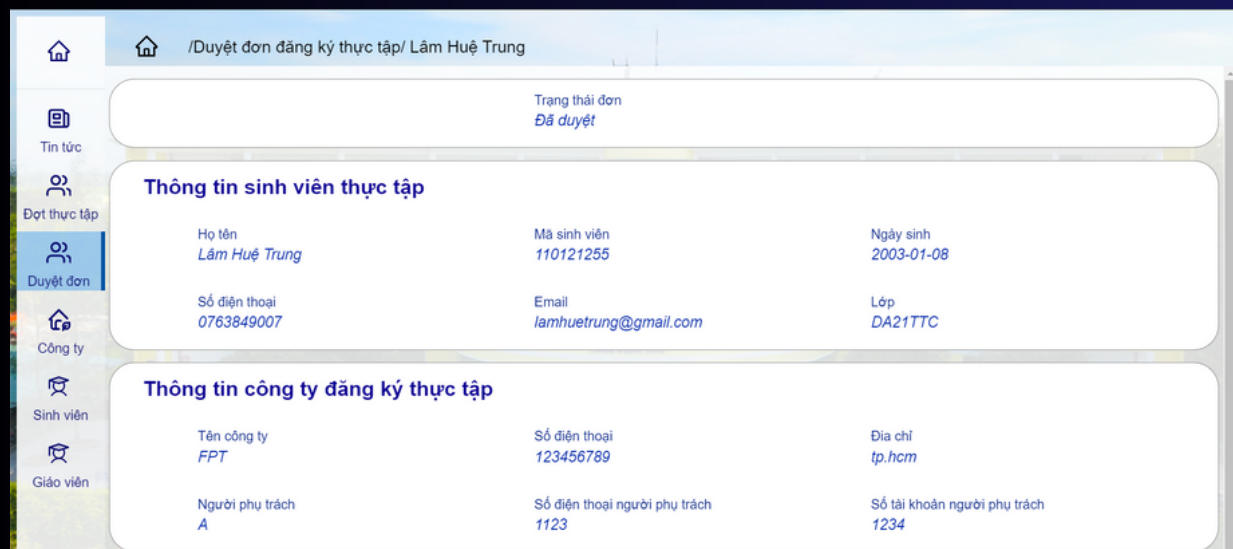 /Duyệt đơn đăng ký thực tập/ Lâm Huệ Trung
Tin tức
Đợt thực tập
Duyệt đơn
Công ty
Sinh viên
Giáo viên
Trạng thái đơn
Đã duyệt
Thông tin sinh viên thực tập
Họ tên
Lâm Huệ Trung
Mã sinh viên
110121255
Ngày sinh
2003-01-08
Số điện thoại
0763849007
Email
lamhuetrung@gmail.com
Lớp
DA21TTC
Thông tin công ty đăng ký thực tập
Tên công ty
FPT
Số điện thoại
123456789
Đia chỉ
tp.hcm
Người phụ trách
A
Số điện thoại người phụ trách
1123
Số tài khoản người phụ trách
1234